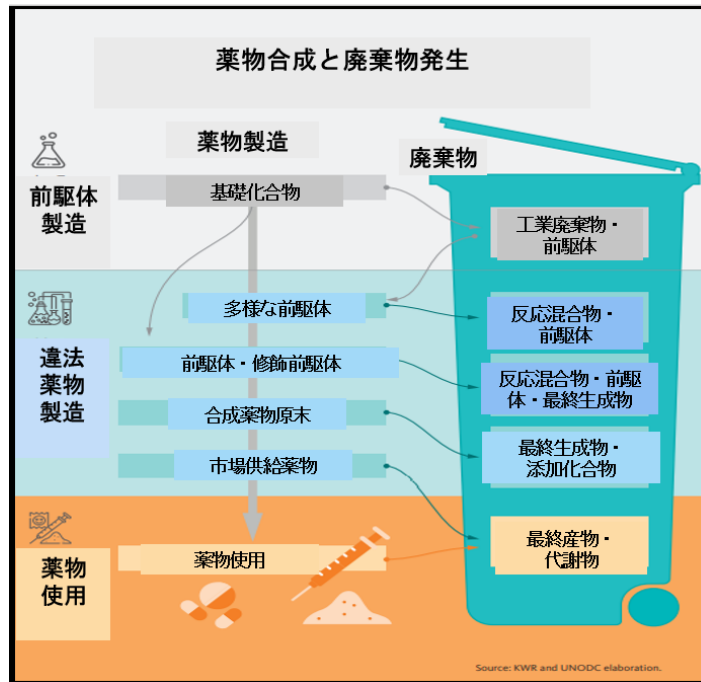 薬物合成と廃棄物発生
薬物製造
廃棄物
前駆体
製造
基礎化合物
工業廃棄物・
前駆体
違法
薬物
製造
多様な前駆体
反応混合物・
前駆体
前駆体・修飾前駆体
反応混合物・前駆
体・最終生成物
合成薬物原末
最終生成物・
添加化合物
市場供給薬物
薬物
使用
薬物使用
最終産物・
代謝物
Source: KWR and UNODC elaboration.